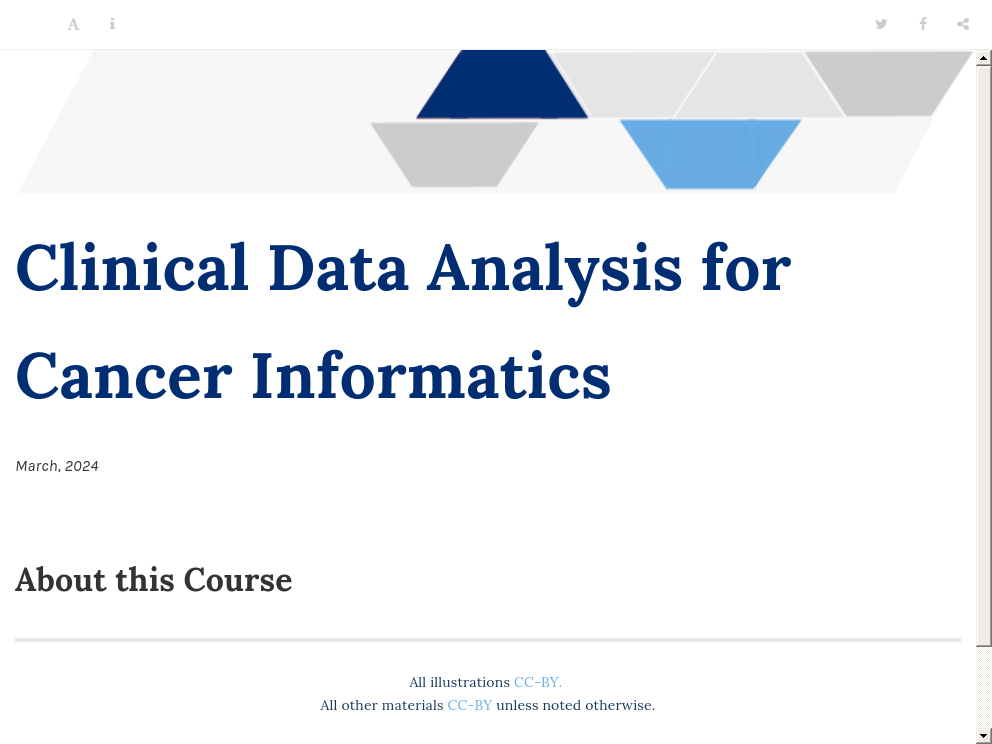 Clinical Data Analysis for
Cancer Informatics
March, 2024
About this Course
All illustrations CC-BY.
All other materials CC-BY unless noted otherwise.